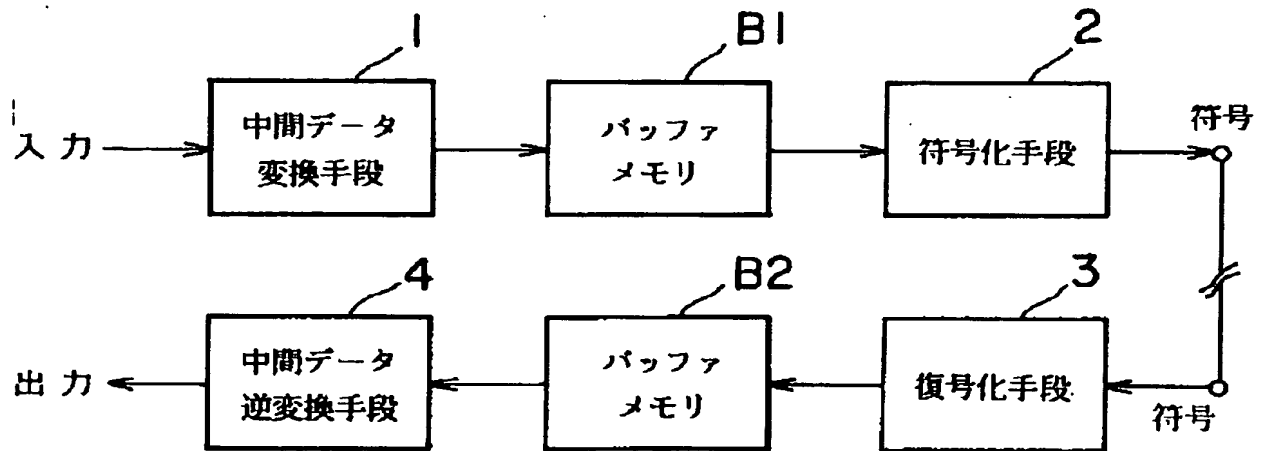 1
B1
2
入力
中間データ
変換手段
バッファ
メモリ
符号化手段
符号
4
B2
3
出力
中間データ
逆変換手段
バッファ
メモリ
復号化手段
符号